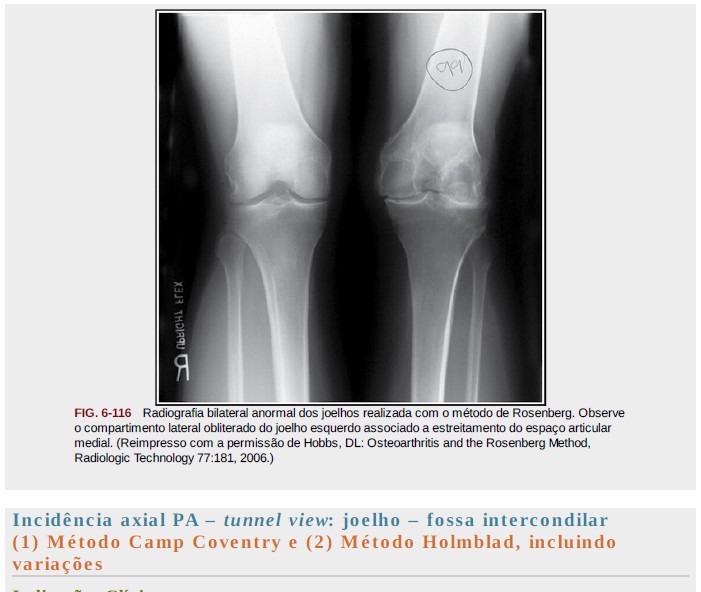 UPRIGHT FLEX
R
FIG. 6-116 Radiografia bilateral anormal dos joelhos realizada com o método de Rosenberg. Observe
o compartimento lateral obliterado do joelho esquerdo associado a estreitamento do espaço articular
medial. (Reimpresso com a permissão de Hobbs, DL: Osteoarthritis and the Rosenberg Method,
Radiologic Technology 77:181, 2006.)
Incidência axial PA – tunnel view: joelho – fossa intercondilar
(1) Método Camp Coventry e (2) Método Holmblad, incluindo
variações